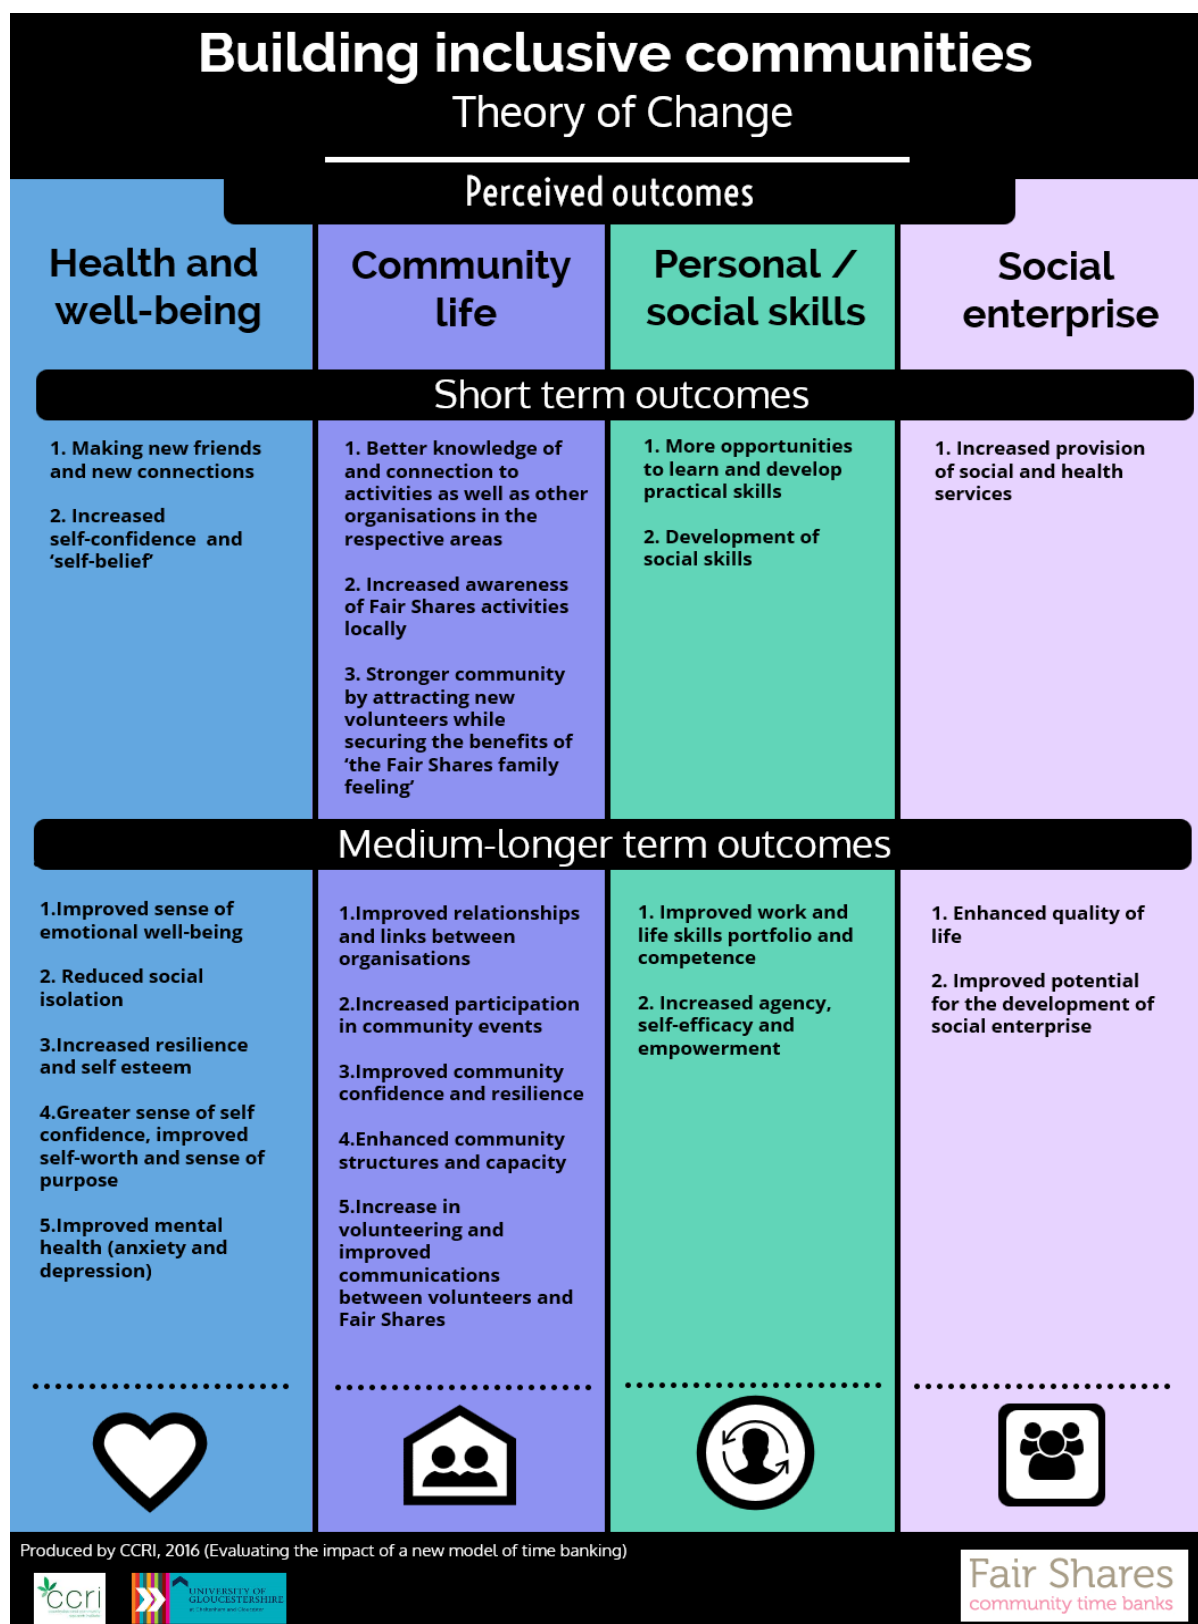 Building inclusive communities
Theory of Change
Perceived outcomes
Health and
well-being
Community
life
Personal /
social skills
Social
enterprise
Short term outcomes
1. Making new friends
and new connections
2. Increased
self-confidence and
‘self-belief’
1. Better knowledge of
and connection to
activities as well as other
organisations in the
respective areas
2. Increased awareness
of Fair Shares activities
locally
3. Stronger community
by attracting new
volunteers while
securing the benefits of
‘the Fair Shares family
feeling’
1. More opportunities
to learn and develop
practical skills
2. Development of
social skills
1. Increased provision
of social and health
services
Medium-longer term outcomes
1.Improved sense of
emotional well-being
2. Reduced social
isolation
3.Increased resilience
and self esteem
4.Greater sense of self
confidence, improved
self-worth and sense of
purpose
5.Improved mental
health (anxiety and
depression)
1.Improved relationships
and links between
organisations
2.Increased participation
in community events
3.Improved community
confidence and resilience
4.Enhanced community
structures and capacity
5.Increase in
volunteering and
improved
communications
between volunteers and
Fair Shares
1. Improved work and
life skills portfolio and
competence
2. Increased agency,
self-efficacy and
empowerment
1. Enhanced quality of
life
2. Improved potential
for the development of
social enterprise
Produced by CCRI, 2016 (Evaluating the impact of a new model of time banking)
ccri
UNIVERSITY OF
GLOUCESTERSHIRE
at Cheltenham and Gloucester
Fair Shares
community time banks